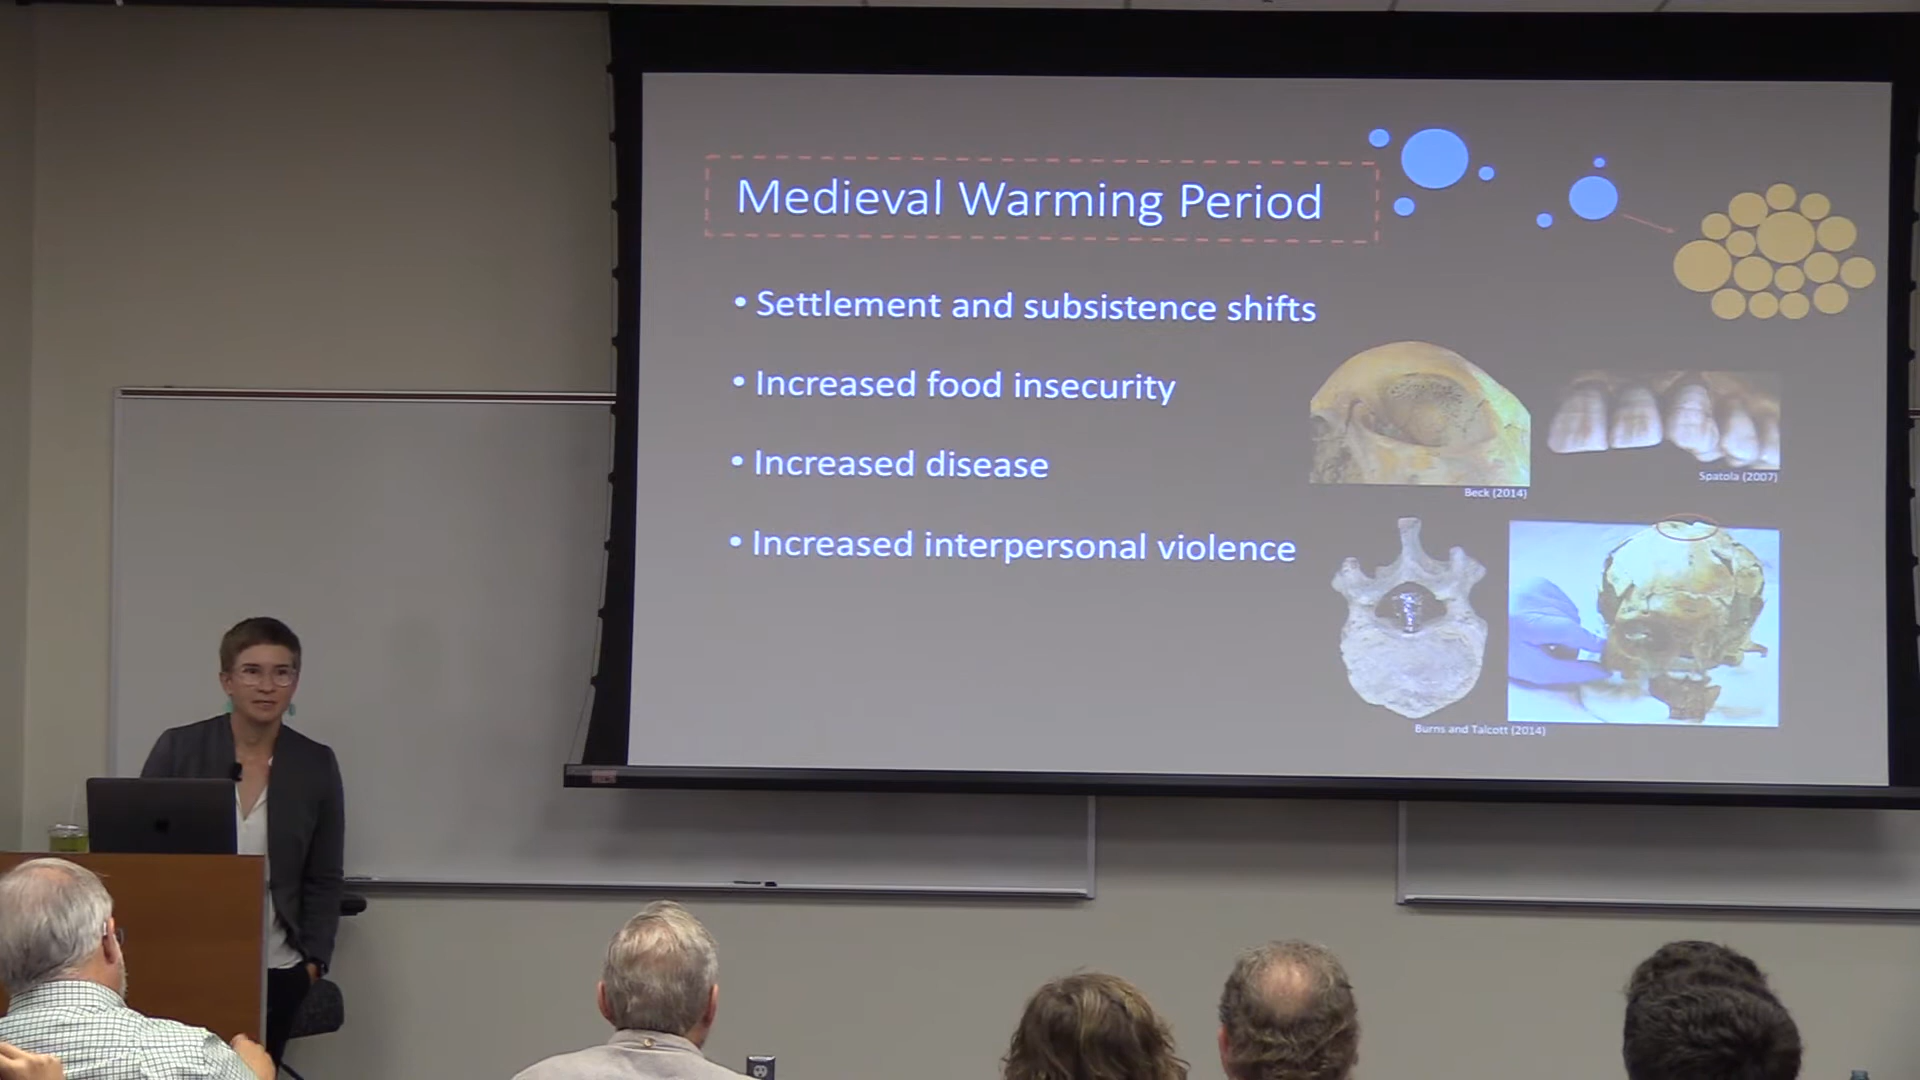 Medieval Warming Period
• Settlement and subsistence shifts
• Increased food insecurity
• Increased disease
• Increased interpersonal violence
Spatola (2007)
Beck (2014)
Burns and Talcott (2014)